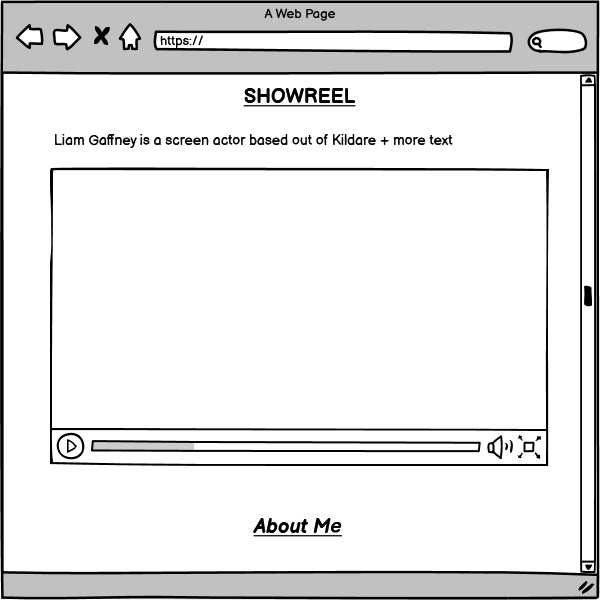 A Web Page
https://
SHOWREEL
Liam Gaffney is a screen actor based out of Kildare + more text
About Me